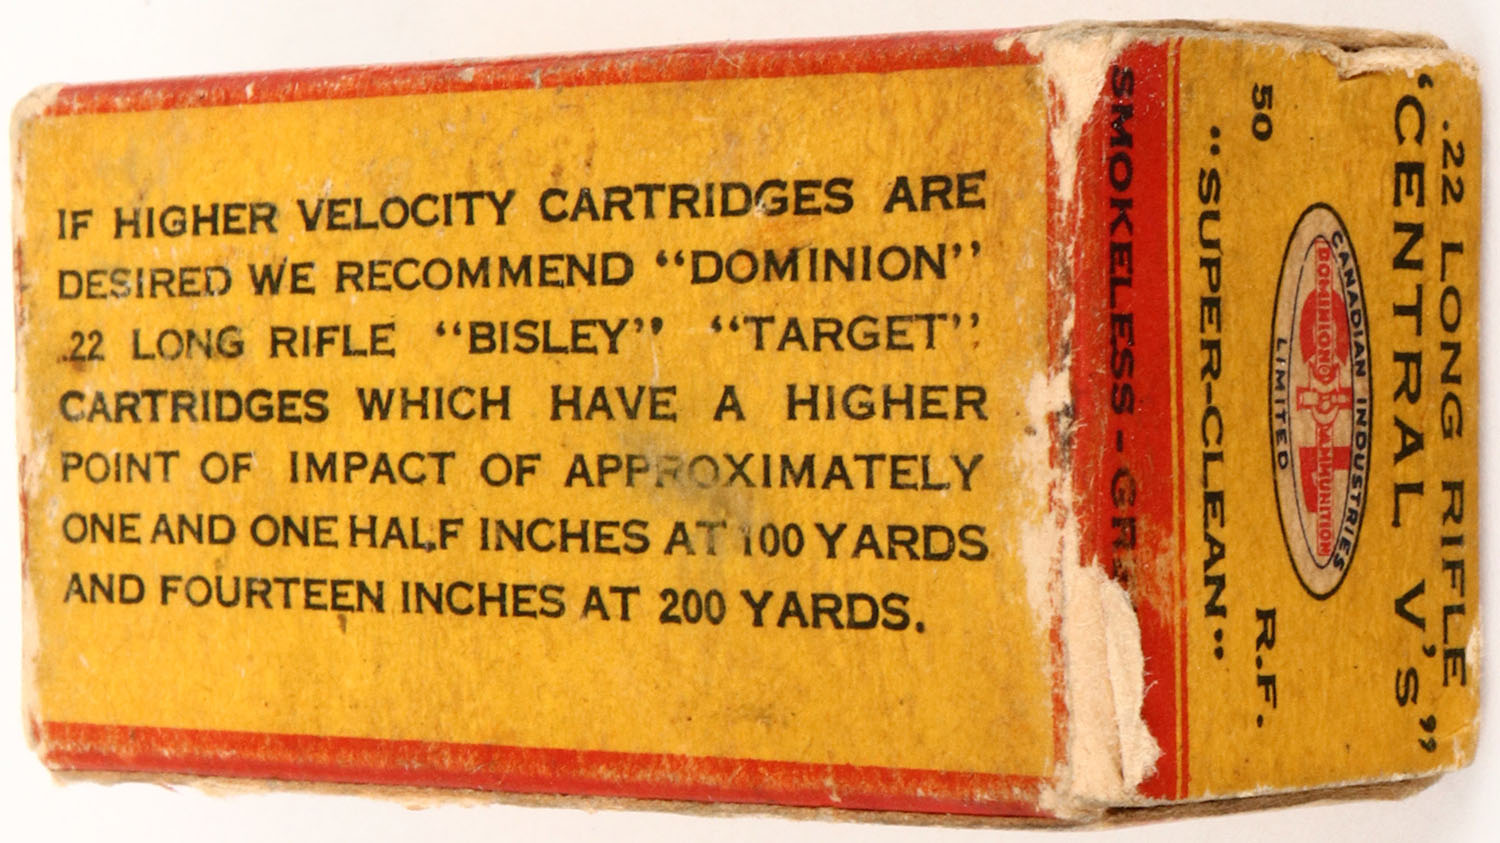 IF HIGHER VELOCITY CARTRIDGES ARE
DESIRED WE RECOMMEND “DOMINION”
.22 LONG RIFLE “BISLEY” “TARGET”
CARTRIDGES WHICH HAVE A HIGHER
POINT OF IMPACT OF APPROXIMATELY
ONE AND ONE HALF INCHES AT 100 YARDS
AND FOURTEEN INCHES AT 200 YARDS.
.22 LONG RIFLE
“CENTRAL V’S”
CANADIAN INDUSTRIES
DOMINION AMMUNITION
LIMITED
50 R.F.
“SUPER-CLEAN”
SMOKELESS -